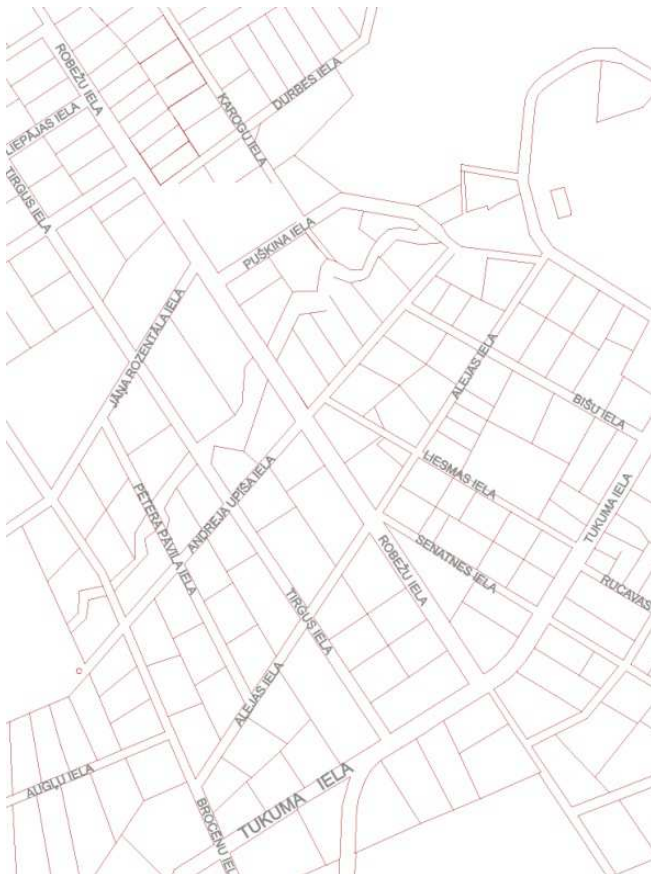 ROBEŽU IELA
KAROGU IELA
DURBES IELA
LIEPĀJAS IELA
TIRGUS IELA
PUŠKINA IELA
JĀŅA ROZENTĀLA IELA
ALEJAS IELA
BIŠU IELA
LIESMAS IELA
PĒTERA PĀVILA IELA
ANDREJA UPĪŠA IELA
TUKUMA IELA
ROBEŽU IELA
SENATNES IELA
RUCAVAS
TIRGUS IELA
ALEJAS IELA
AUGĻU IELA
TUKUMA IELA
BROCĒNU IEL